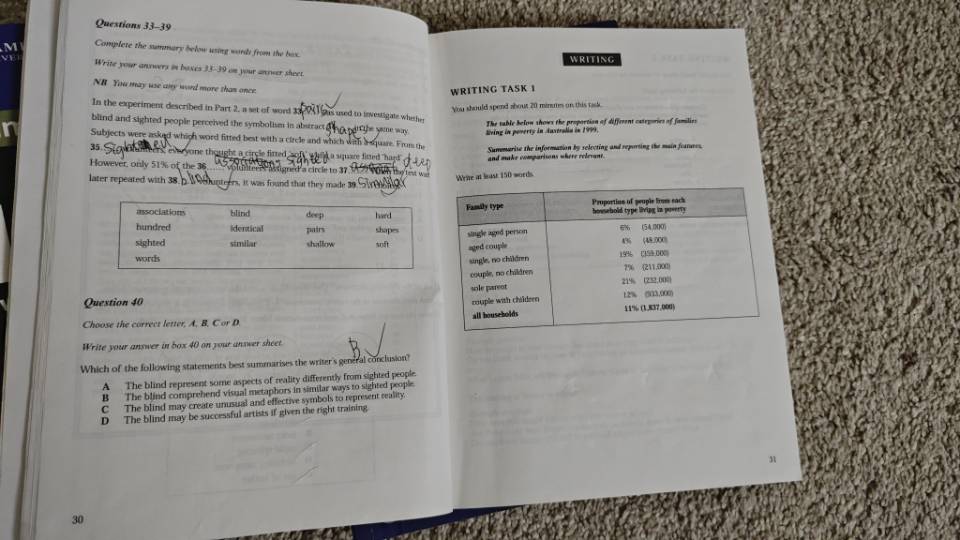 Questions 33–39
Complete the summary below using words from the box.
Write your answers in boxes 33–39 on your answer sheet.
NB You may use any word more than once.
In the experiment described in Part 2, a set of word 33 pairs was used to investigate whether
blind and sighted people perceived the symbolism in abstract shapes the same way.
Subjects were asked which word fitted best with a circle and which with a square. From the
35. Sighted volunteers, everyone thought a circle fitted 'soft' while a square fitted 'hard'.
However, only 51% of the 36 sighted volunteers assigned a circle to 37. deep the test was
later repeated with 38. blind volunteers, it was found that they made 39. Similar
associations blind deep hard
hundred identical pairs shapes
sighted similar shallow soft
words
Question 40
Choose the correct letter, A, B, C or D.
Write your answer in box 40 on your answer sheet.
B
Which of the following statements best summarises the writer's general conclusion?
A The blind represent some aspects of reality differently from sighted people.
B The blind comprehend visual metaphors in similar ways to sighted people.
C The blind may create unusual and effective symbols to represent reality.
D The blind may be successful artists if given the right training.
30
WRITING
WRITING TASK 1
You should spend about 20 minutes on this task.
The table below shows the proportion of different categories of families
living in poverty in Australia in 1999.
Summarise the information by selecting and reporting the main features,
and make comparisons where relevant.
Write at least 150 words.
Family type Proportion of people from each
household type living in poverty
single aged person 6% (54,000)
aged couple 4% (48,000)
single, no children 19% (359,000)
couple, no children 7% (211,000)
sole parent 21% (232,000)
couple with children 12% (933,000)
all households 11% (1,837,000)
31